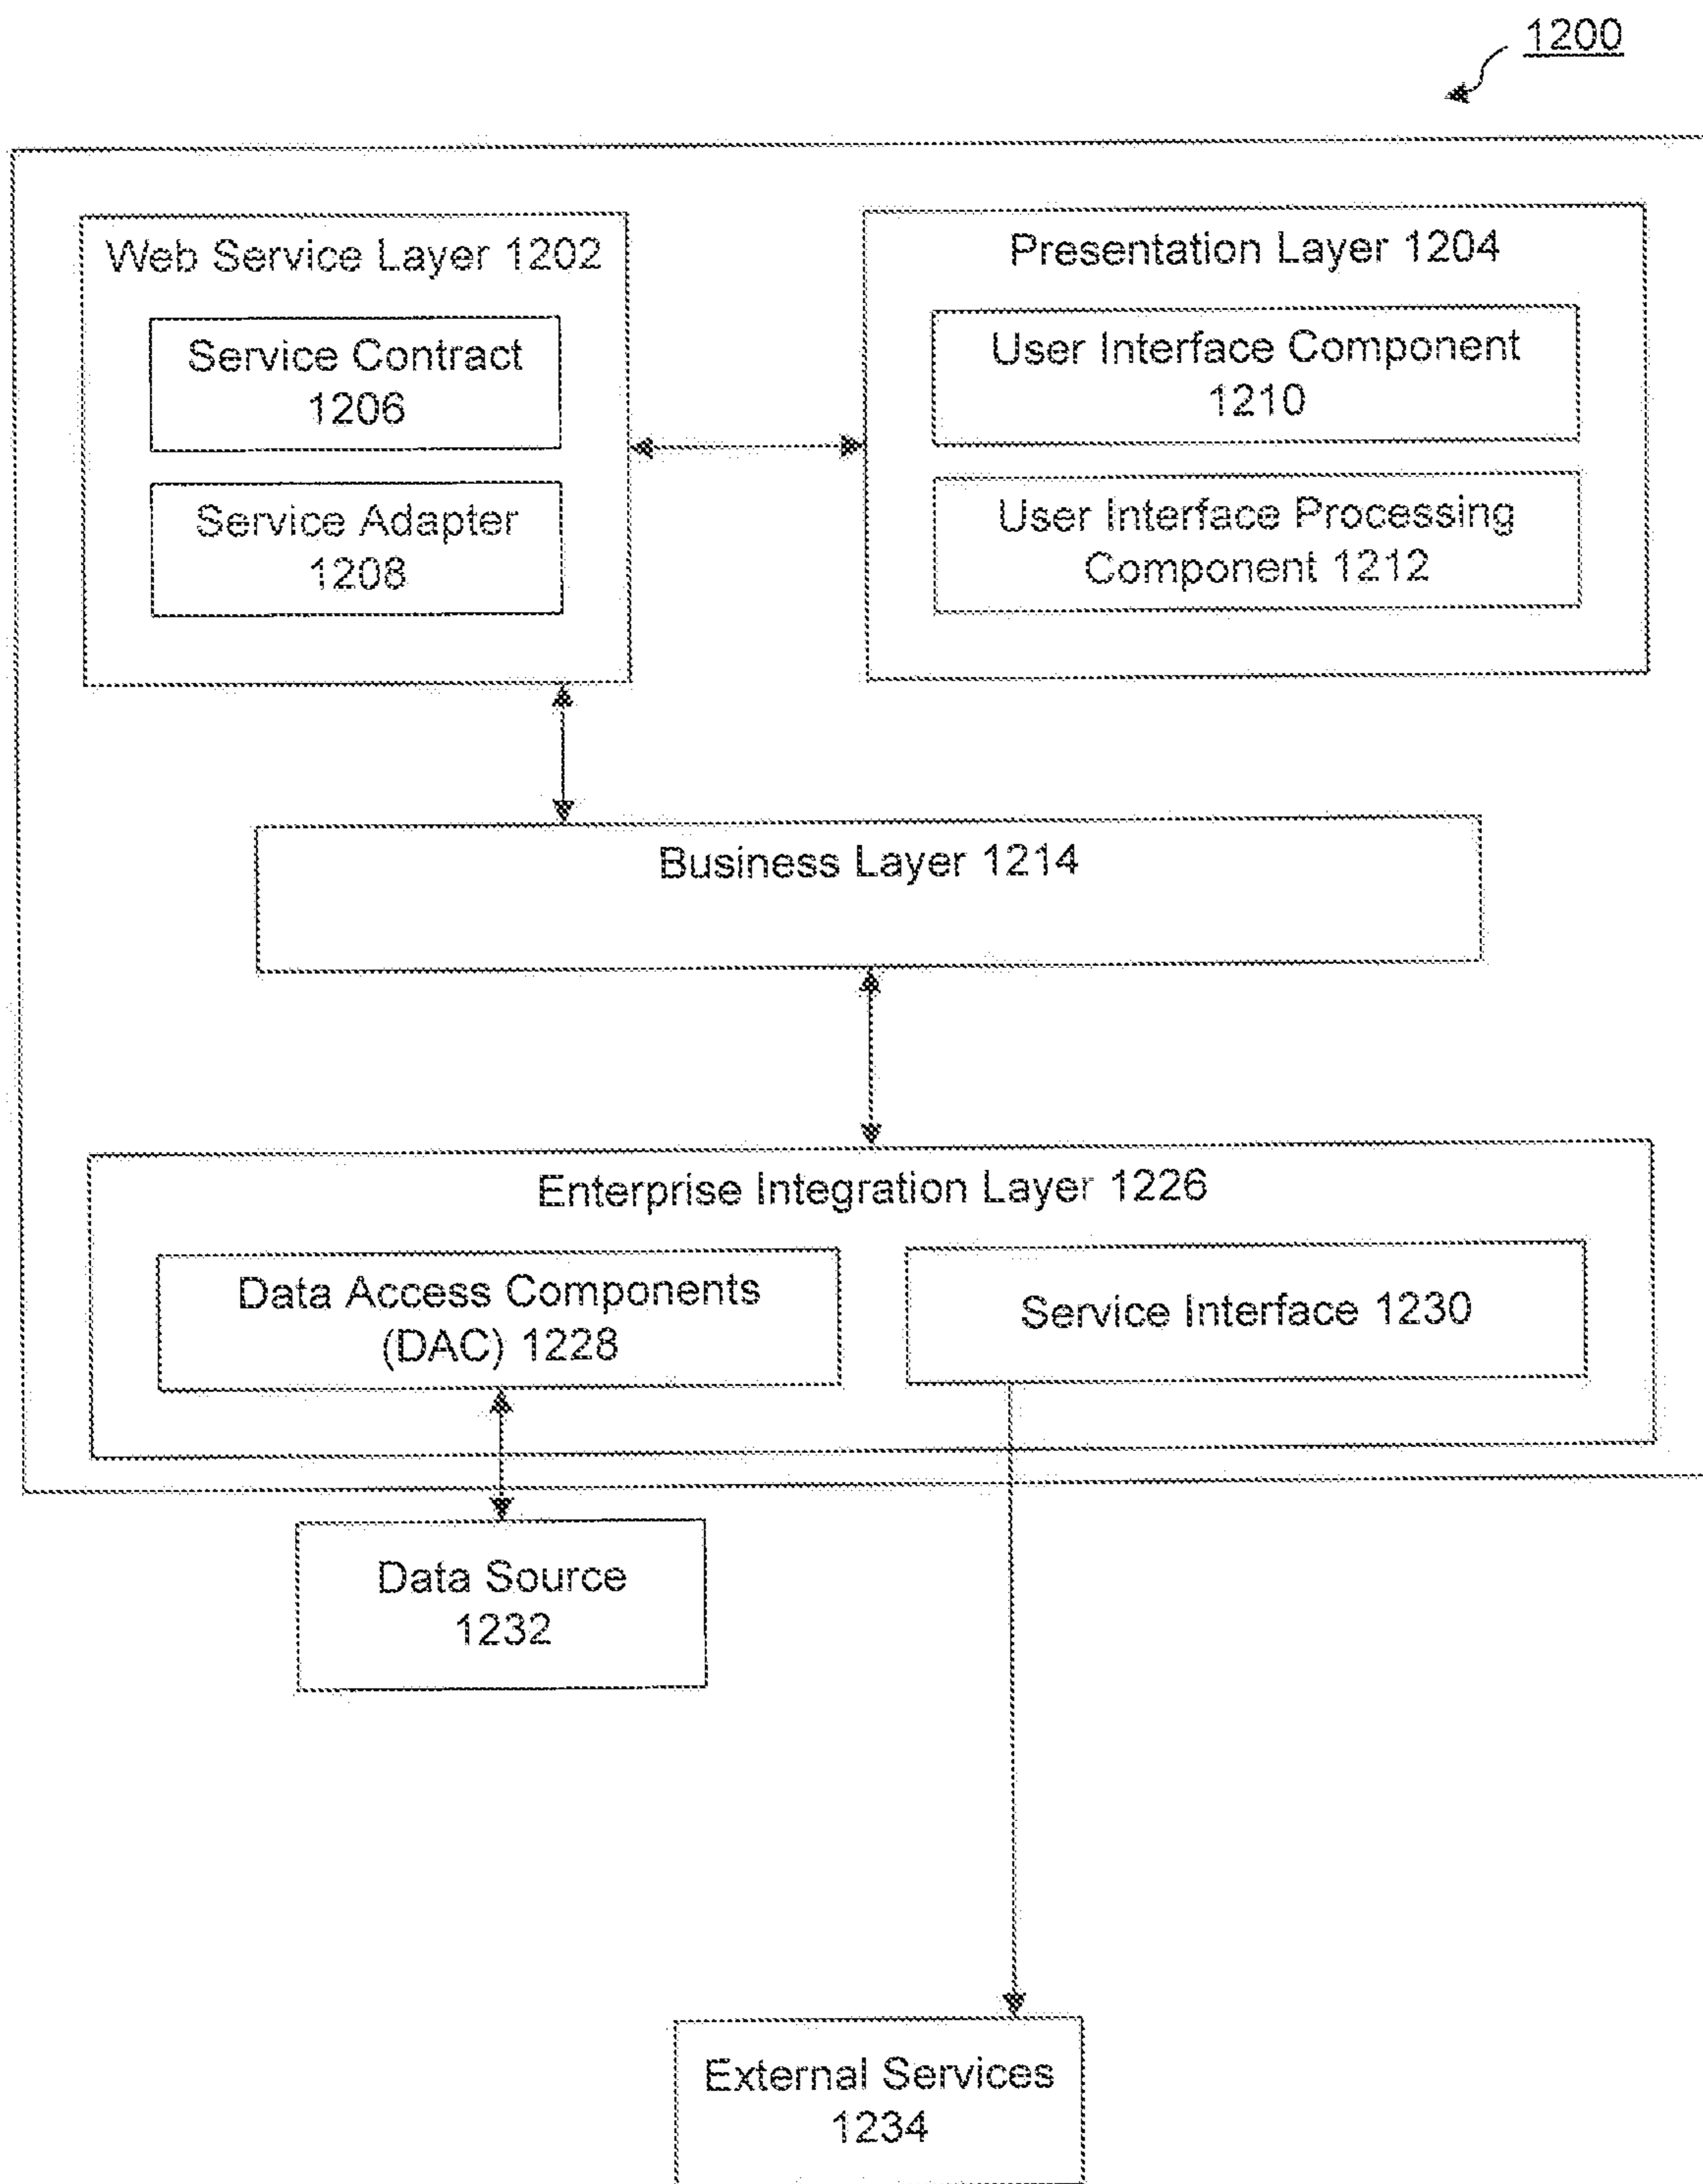 1200
Web Service Layer 1202
Service Contract
1206
Service Adapter
1208
Presentation Layer 1204
User Interface Component
1210
User Interface Processing
Component 1212
Business Layer 1214
Enterprise Integration Layer 1226
Data Access Components
(DAC) 1228
Service Interface 1230
Data Source
1232
External Services
1234